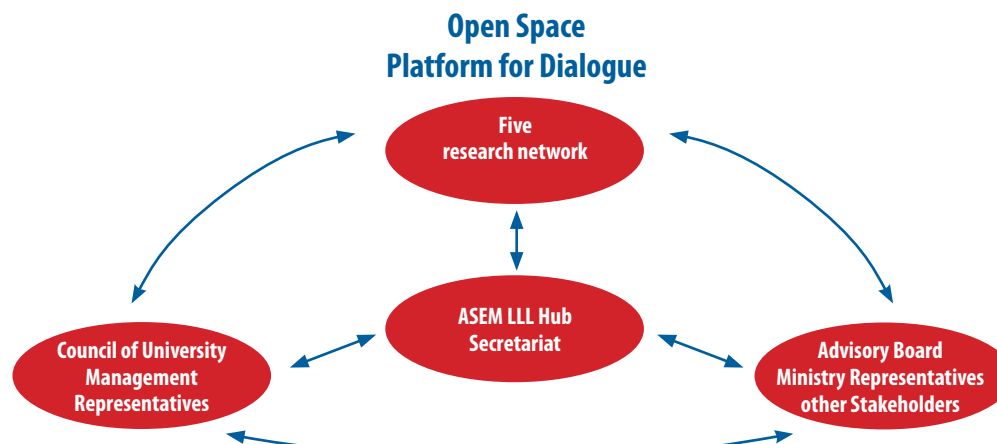 Open Space
Platform for Dialogue
Five
research network
ASEM LLL Hub
Secretariat
Council of University
Management
Representatives
Advisory Board
Ministry Representatives
other Stakeholders